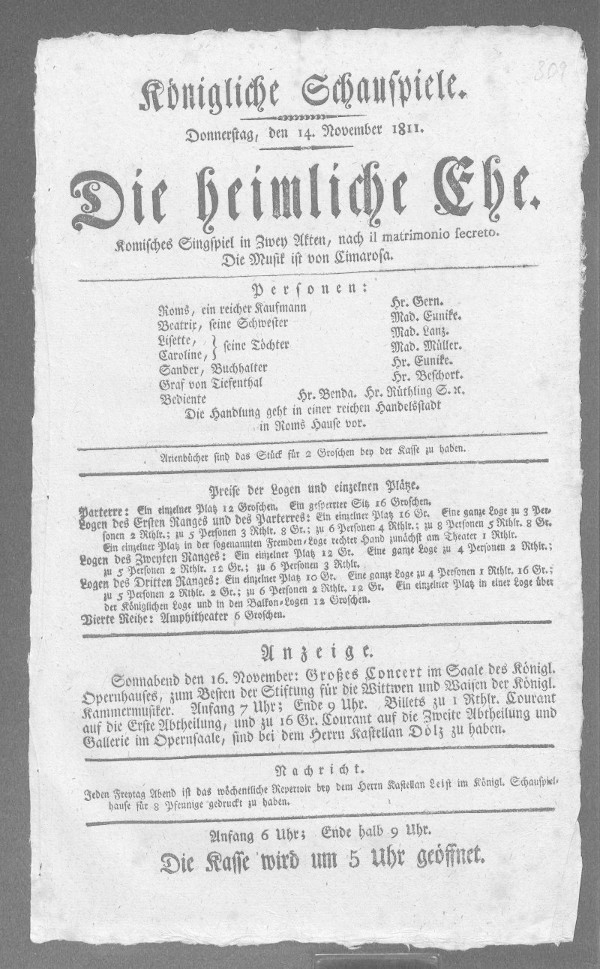 309
Königliche Schauspiele.
Donnerstag, den 14. November 1811.
Die heimliche Ehe.
Komisches Singspiel in Zwey Akten, nach il matrimonio secreto.
Die Musik ist von Cimarosa.
Personen:
Roms, ein reicher Kaufmann Hr. Gern.
Beatrix, seine Schwester Mad. Eunike.
Lisette, } seine Töchter Mad. Lanz.
Caroline, } Mad. Müller.
Sander, Buchhalter Hr. Eunike.
Graf von Tiefenthal Hr. Beschort.
Bediente Hr. Benda. Hr. Rüthling S. ꝛc.
Die Handlung geht in einer reichen Handelsstadt
in Roms Hause vor.
Arienbücher sind das Stück für 2 Groschen bey der Kasse zu haben.
Preise der Logen und einzelnen Plätze.
Parterre: Ein einzelner Platz 12 Groschen. Ein gesperrter Sitz 16 Groschen.
Logen des Ersten Ranges und des Parterres: Ein einzelner Platz 16 Gr. Eine ganze Loge zu 3 Per-
sonen 2 Rthlr.; zu 5 Personen 3 Rthlr. 8 Gr.; zu 6 Personen 4 Rthlr.; zu 8 Personen 5 Rthlr. 8 Gr.
Ein einzelner Platz in der sogenannten Fremden-Loge rechter Hand zunächst am Theater 1 Rthlr.
Logen des Zweyten Ranges: Ein einzelner Platz 12 Gr. Eine ganze Loge zu 4 Personen 2 Rthlr.;
zu 5 Personen 2 Rthlr. 12 Gr.; zu 6 Personen 3 Rthlr.
Logen des Dritten Ranges: Ein einzelner Platz 10 Gr. Eine ganze Loge zu 4 Personen 1 Rthlr. 16 Gr.;
zu 5 Personen 2 Rthlr. 2 Gr.; zu 6 Personen 2 Rthlr. 12 Gr. Ein einzelner Platz in einer Loge über
der Königlichen Loge und in den Balkon-Logen 12 Groschen.
Vierte Reihe: Amphitheater 6 Groschen.
Anzeige.
Sonnabend den 16. November: Großes Concert im Saale des Königl.
Opernhauses, zum Besten der Stiftung für die Wittwen und Waisen der Königl.
Kammermusiker. Anfang 7 Uhr; Ende 9 Uhr. Billets zu 1 Rthlr. Courant
auf die Erste Abtheilung, und zu 16 Gr. Courant auf die Zweite Abtheilung und
Gallerie im Opernsaale, sind bei dem Herrn Kastellan Dölz zu haben.
Nachricht.
Jeden Freytag Abend ist das wöchentliche Repertoir bey dem Herrn Kastellan Leist im Königl. Schauspiel-
hause für 8 Pfennige gedruckt zu haben.
Anfang 6 Uhr; Ende halb 9 Uhr.
Die Kasse wird um 5 Uhr geöffnet.